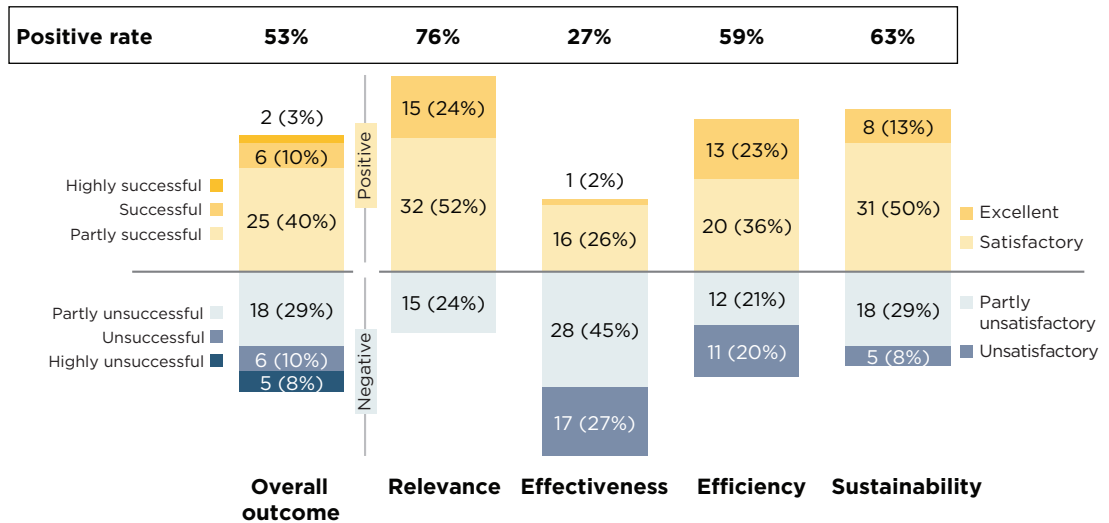 Positive rate 53% 76% 27% 59% 63%
2 (3%)
6 (10%)
25 (40%)
18 (29%)
6 (10%)
5 (8%)
Highly successful
Successful
Partly successful
Partly unsuccessful
Unsuccessful
Highly unsuccessful
Positive
Negative
15 (24%)
32 (52%)
15 (24%)
1 (2%)
16 (26%)
28 (45%)
17 (27%)
13 (23%)
20 (36%)
12 (21%)
11 (20%)
8 (13%)
31 (50%)
18 (29%)
5 (8%)
Excellent
Satisfactory
Partly
unsatisfactory
Unsatisfactory
Overall
outcome
Relevance
Effectiveness
Efficiency
Sustainability